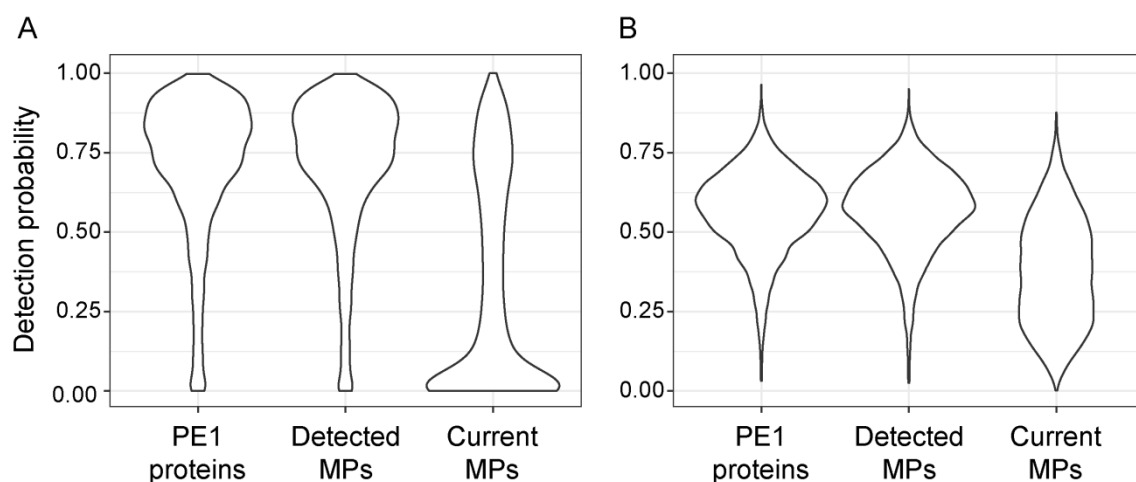 A
B
Detection probability
1.00
0.75
0.50
0.25
0.00
1.00
0.75
0.50
0.25
0.00
PE1
proteins
Detected
MPs
Current
MPs
PE1
proteins
Detected
MPs
Current
MPs